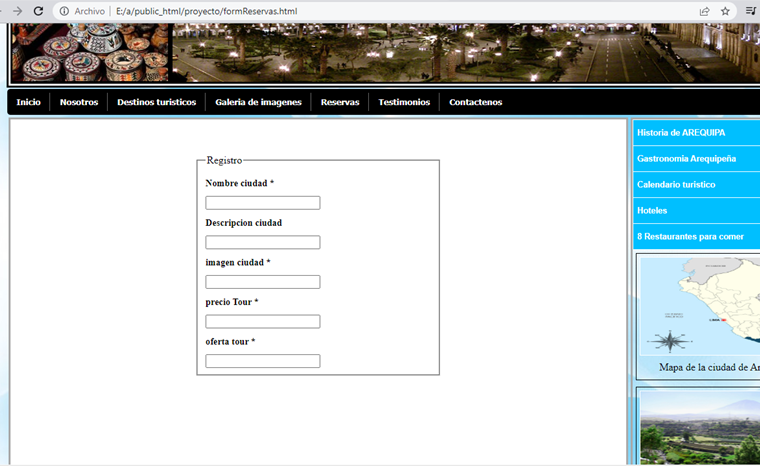 Archivo E:/a/public_html/proyecto/formReservas.html
Inicio Nosotros Destinos turisticos Galeria de imagenes Reservas Testimonios Contactenos
Registro
Nombre ciudad *
Descripcion ciudad
imagen ciudad *
precio Tour *
oferta tour *
Historia de AREQUIPA
Gastronomia Arequipeña
Calendario turistico
Hoteles
8 Restaurantes para comer
LIMA
Mapa de la ciudad de Ar